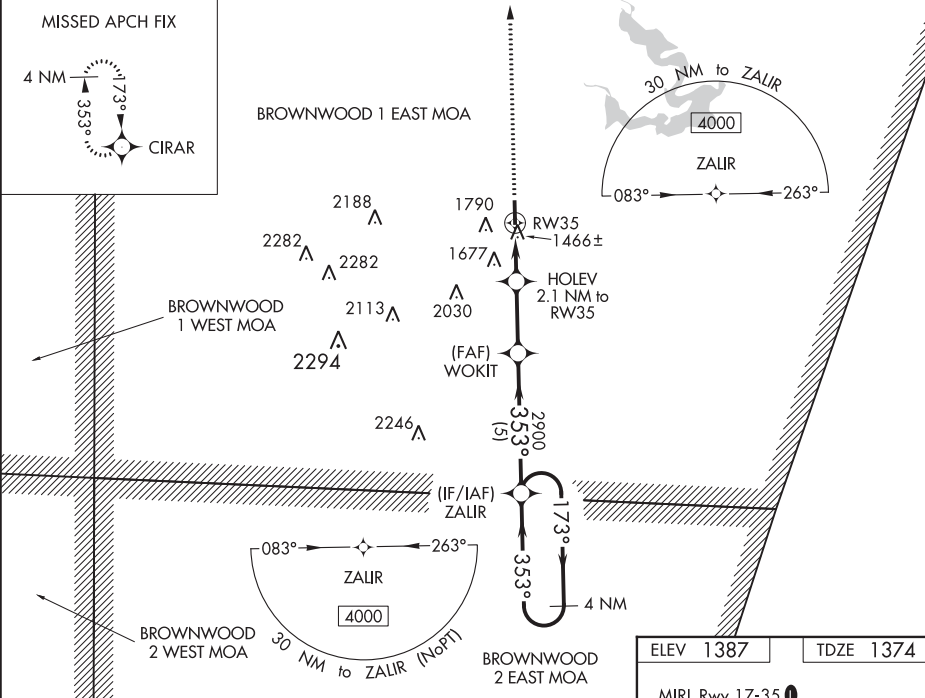 MISSED APCH FIX
4 NM
173°
353°
CIRAR
BROWNWOOD 1 EAST MOA
30 NM to ZALIR
4000
ZALIR
083°
263°
2188
1790
RW35
1466±
2282
2282
1677
HOLEV
2.1 NM to
RW35
BROWNWOOD
1 WEST MOA
2113
2030
2294
(FAF)
WOKIT
2246
353°
2900
(5)
(IF/IAF)
ZALIR
173°
353°
4 NM
083°
263°
ZALIR
4000
30 NM to ZALIR (NoPT)
BROWNWOOD
2 WEST MOA
BROWNWOOD
2 EAST MOA
ELEV 1387
TDZE 1374
MIRL Rwy 17-35 L